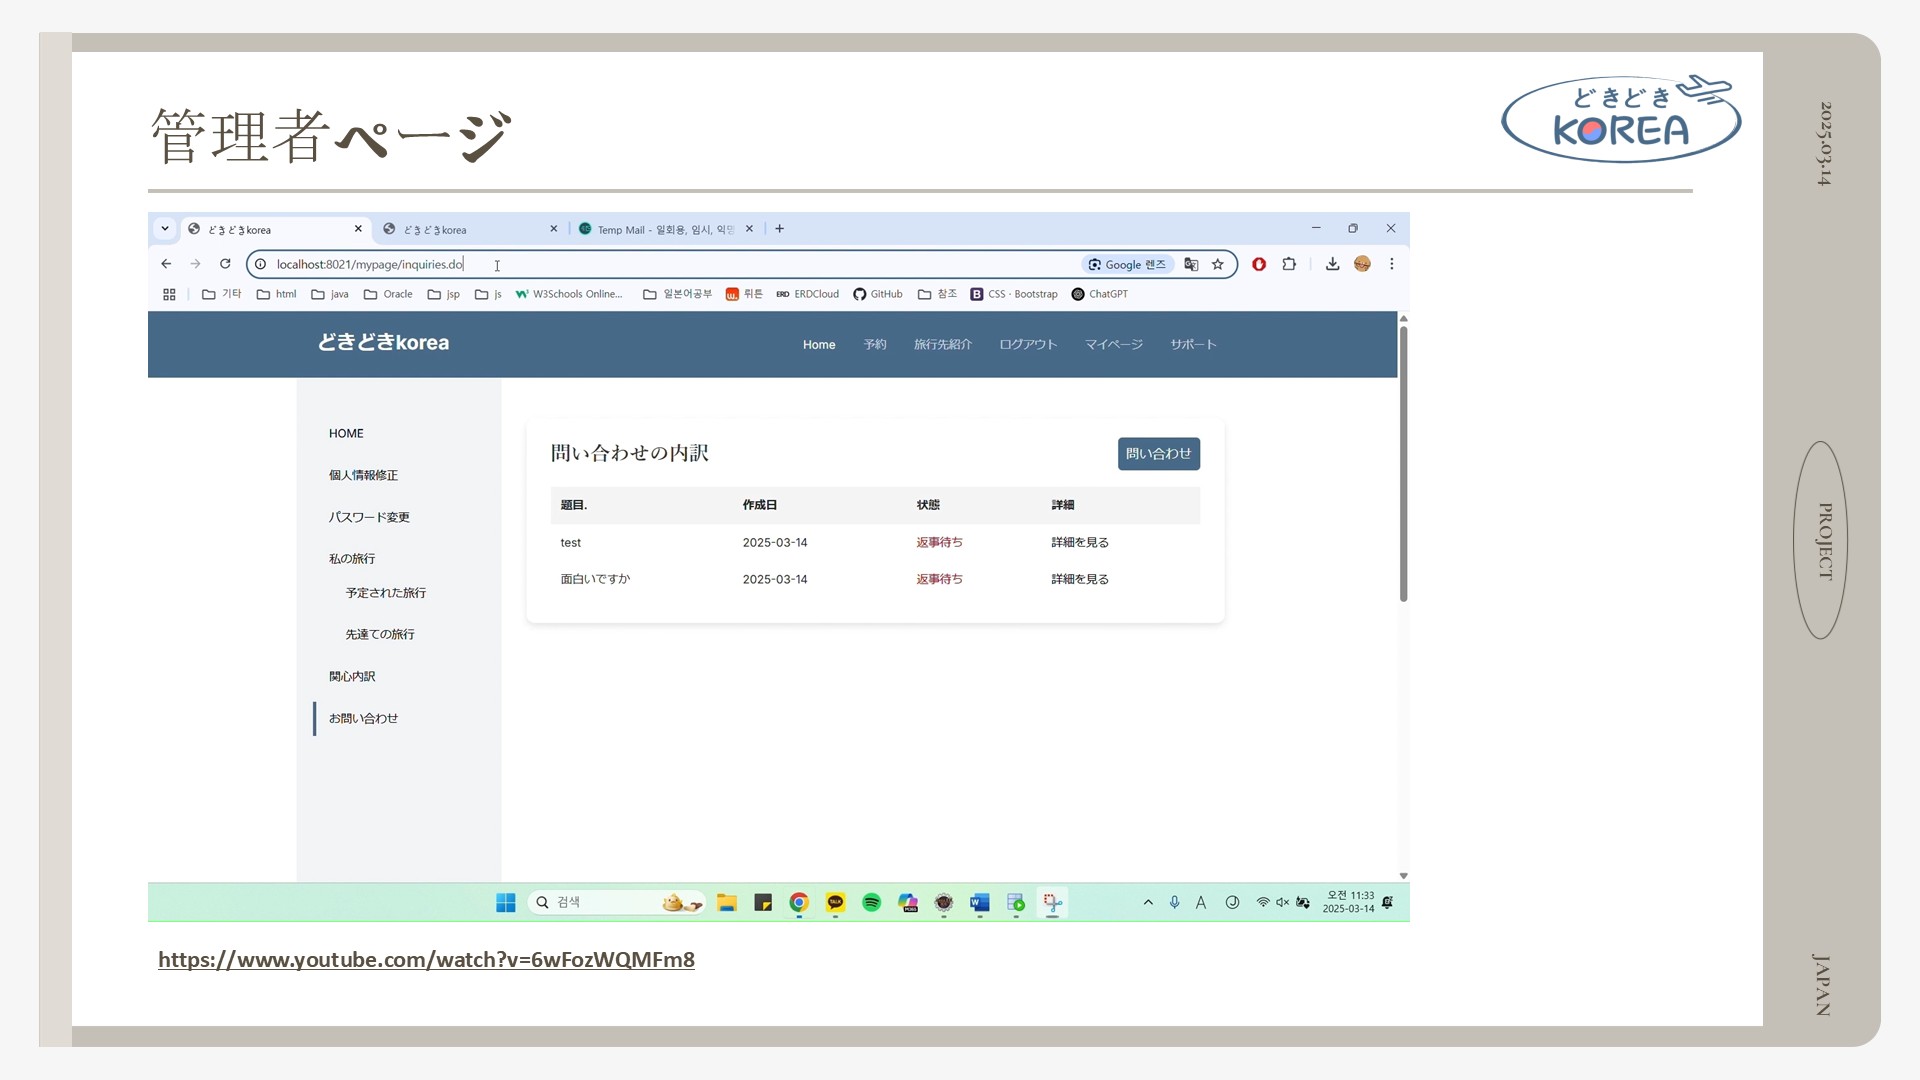 管理者ページ
どきどき
KOREA
2025.03.14
どきどきkorea
どきどきkorea
Temp Mail - 일회용, 임시, 익명
localhost:8021/mypage/inquiries.do
Google 렌즈
기타 html java Oracle jsp js W3Schools Online... 일본어공부 뤼튼 ERDCloud GitHub 참조 CSS · Bootstrap ChatGPT
どきどきkorea
Home 予約 旅行先紹介 ログアウト マイページ サポート
HOME
個人情報修正
パスワード変更
私の旅行
予定された旅行
先達ての旅行
関心内訳
お問い合わせ
問い合わせの内訳
問い合わせ
題目. 作成日 状態 詳細
test 2025-03-14 返事待ち 詳細を見る
面白いですか 2025-03-14 返事待ち 詳細を見る
검색
오전 11:33
2025-03-14
https://www.youtube.com/watch?v=6wFozWQMFm8
PROJECT
JAPAN